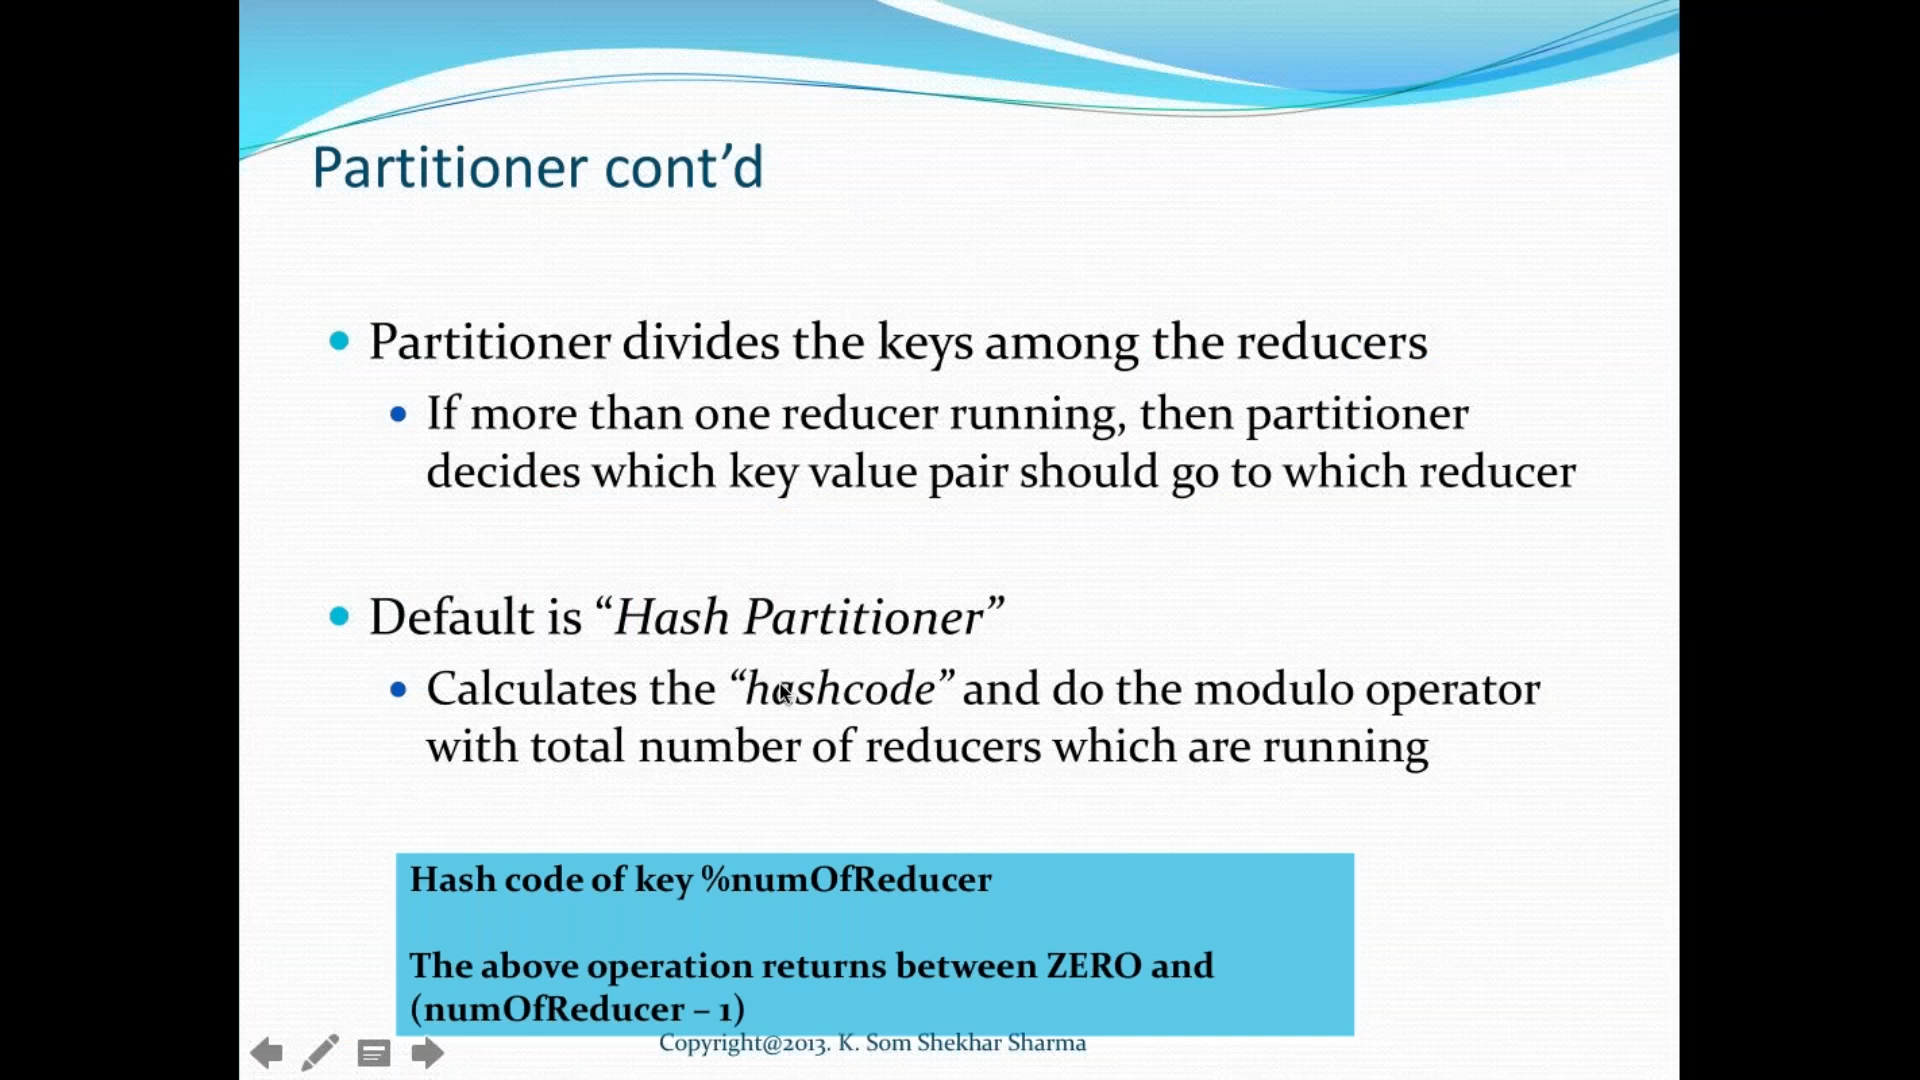 Partitioner cont’d
Partitioner divides the keys among the reducers
If more than one reducer running, then partitioner
decides which key value pair should go to which reducer
Default is “Hash Partitioner”
Calculates the “hashcode” and do the modulo operator
with total number of reducers which are running
Hash code of key %numOfReducer
The above operation returns between ZERO and
(numOfReducer – 1)
Copyright@2013. K. Som Shekhar Sharma